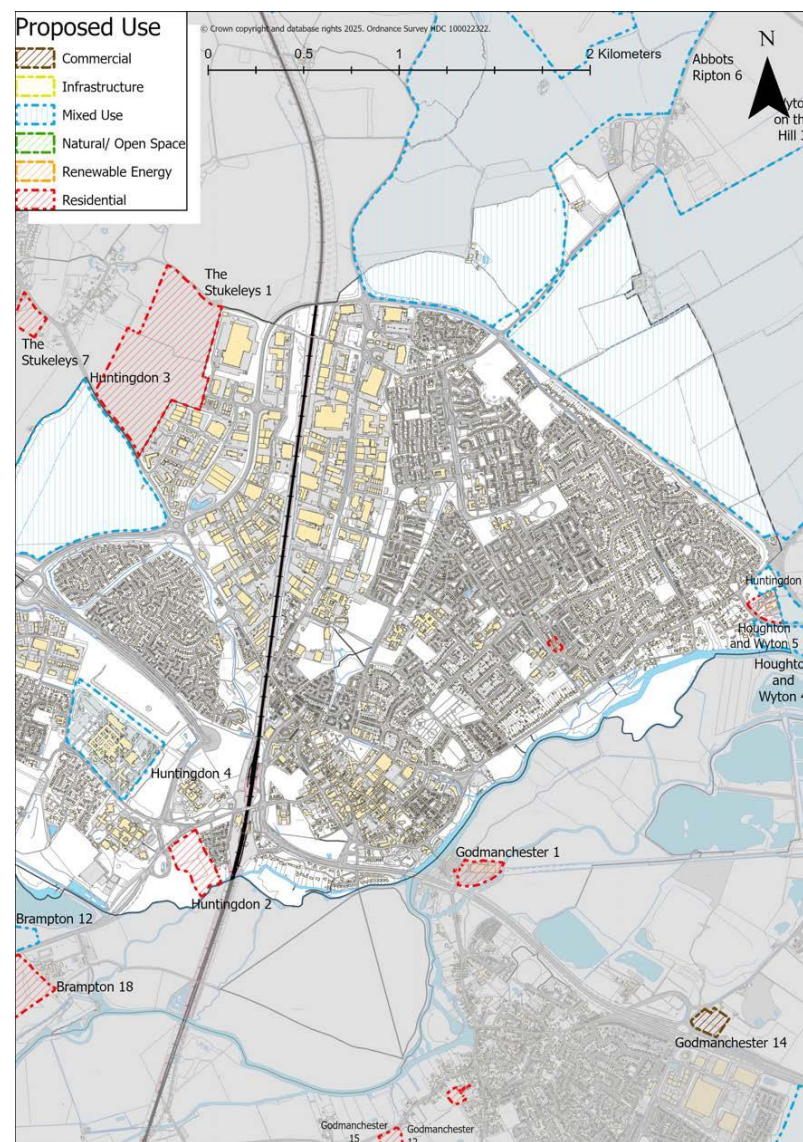 Proposed Use
Commercial
Infrastructure
Mixed Use
Natural/ Open Space
Renewable Energy
Residential
© Crown copyright and database rights 2025. Ordnance Survey HDC 100022322.
0 0.5 1 2 Kilometers
N
Abbots
Ripton 6
on th
Hill
The
Stukeleys 1
The
Stukeleys 7
Huntingdon 3
Huntingdon
Houghton
and Wyton 5
Houghto
and
Wyton
Huntingdon 4
Godmanchester 1
Huntingdon 2
Brampton 12
Brampton 18
Godmanchester 14
Godmanchester
15
Godmanchester